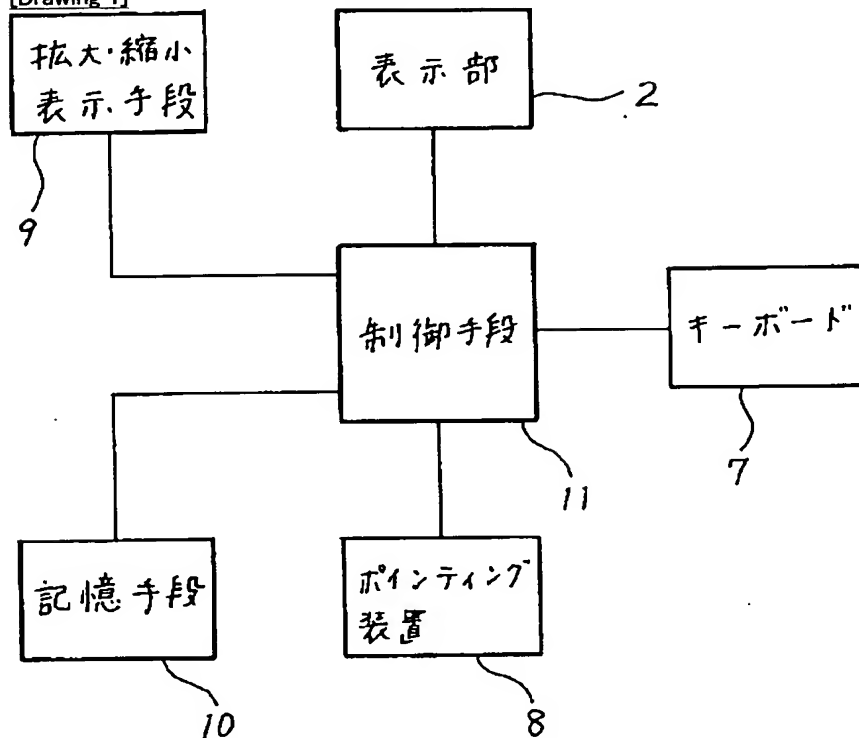 [Drawing 1]
拡大・縮小
表示手段
9
表示部
2
制御手段
11
キーボード
7
記憶手段
10
ポインティング
装置
8